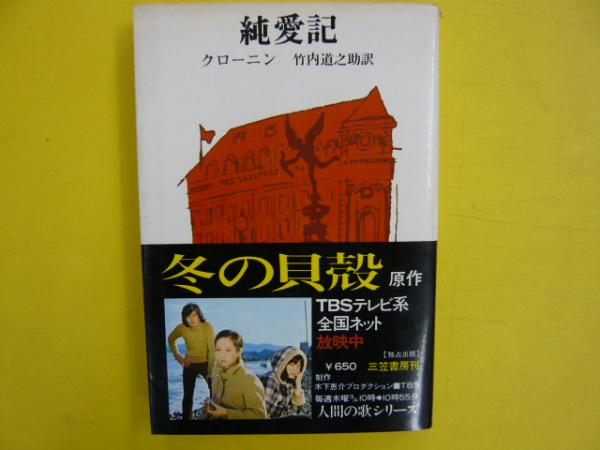 純愛記
クローニン 竹内道之助訳
冬の貝殻 原作
TBSテレビ系
全国ネット
放映中
【独占出版】
¥650 三笠書房刊
制作
木下恵介プロダクション■TBS
毎週木曜夜10時➡10時55分
人間の歌シリーズ